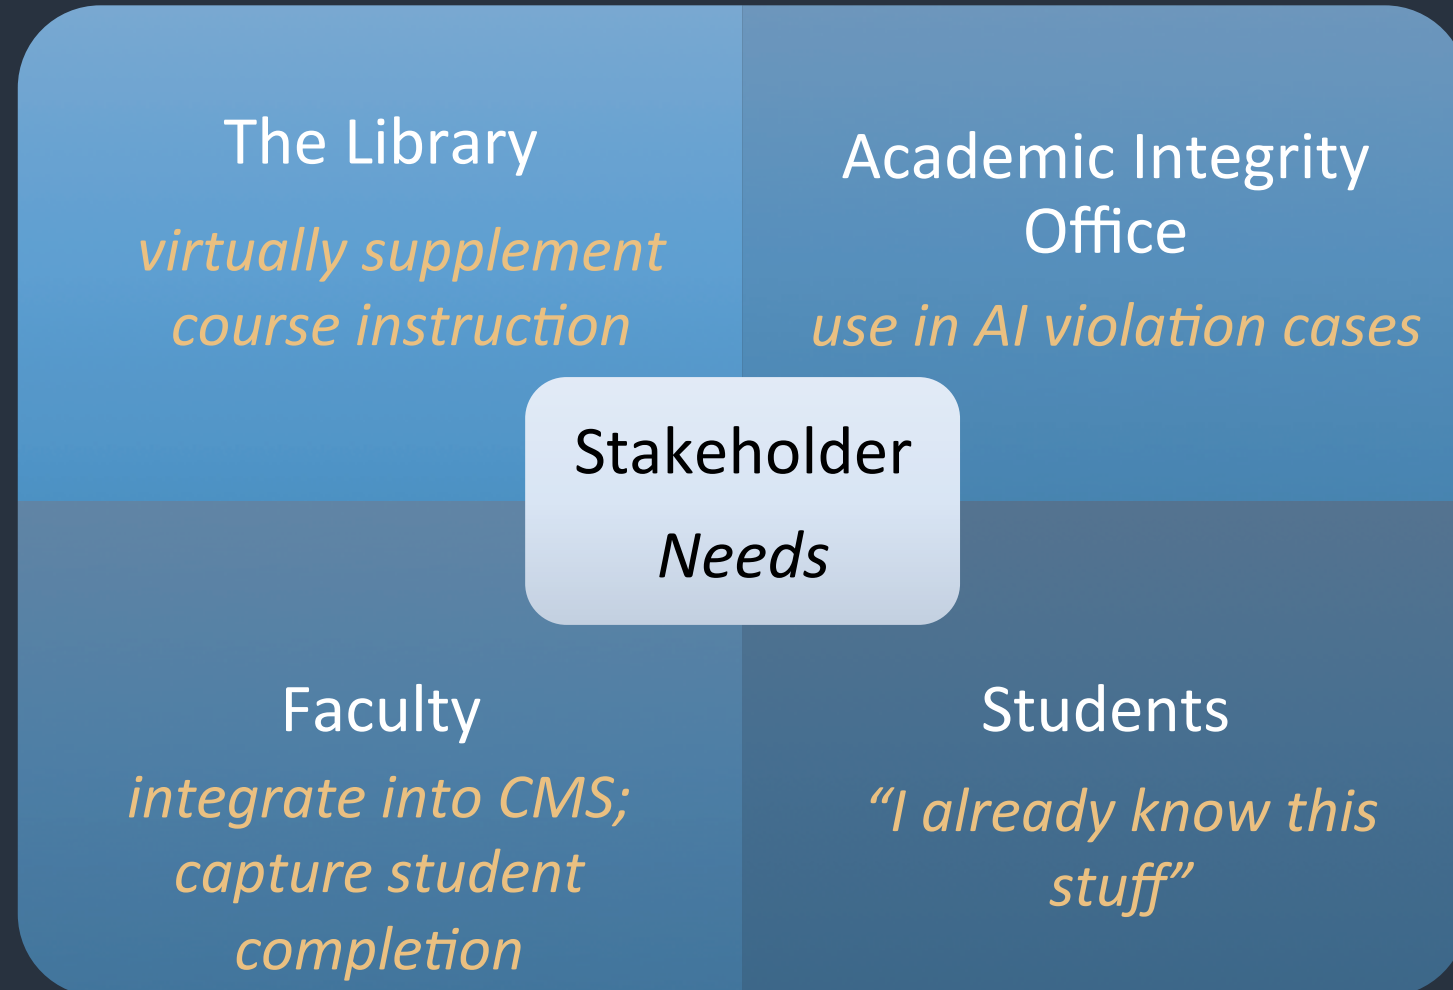 The Library
virtually supplement
course instruction
Academic Integrity
Office
use in AI violation cases
Stakeholder
Needs
Faculty
integrate into CMS;
capture student
completion
Students
“I already know this
stuff”